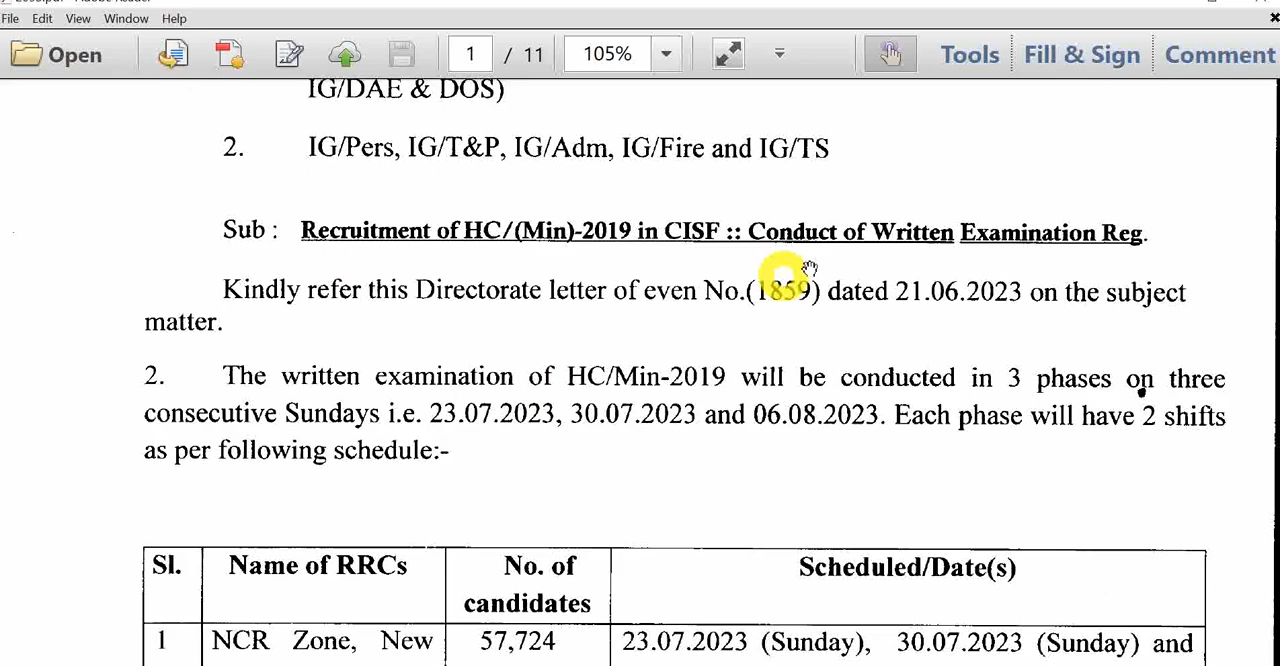 File Edit View Window Help
Open 1 / 11 105% Tools Fill & Sign Comment
IG/DAE & DOS)
2. IG/Pers, IG/T&P, IG/Adm, IG/Fire and IG/TS
Sub : Recruitment of HC/(Min)-2019 in CISF :: Conduct of Written Examination Reg.
Kindly refer this Directorate letter of even No.(1859) dated 21.06.2023 on the subject
matter.
2. The written examination of HC/Min-2019 will be conducted in 3 phases on three
consecutive Sundays i.e. 23.07.2023, 30.07.2023 and 06.08.2023. Each phase will have 2 shifts
as per following schedule:-
Sl. Name of RRCs No. of Scheduled/Date(s)
candidates
1 NCR Zone, New 57,724 23.07.2023 (Sunday), 30.07.2023 (Sunday) and